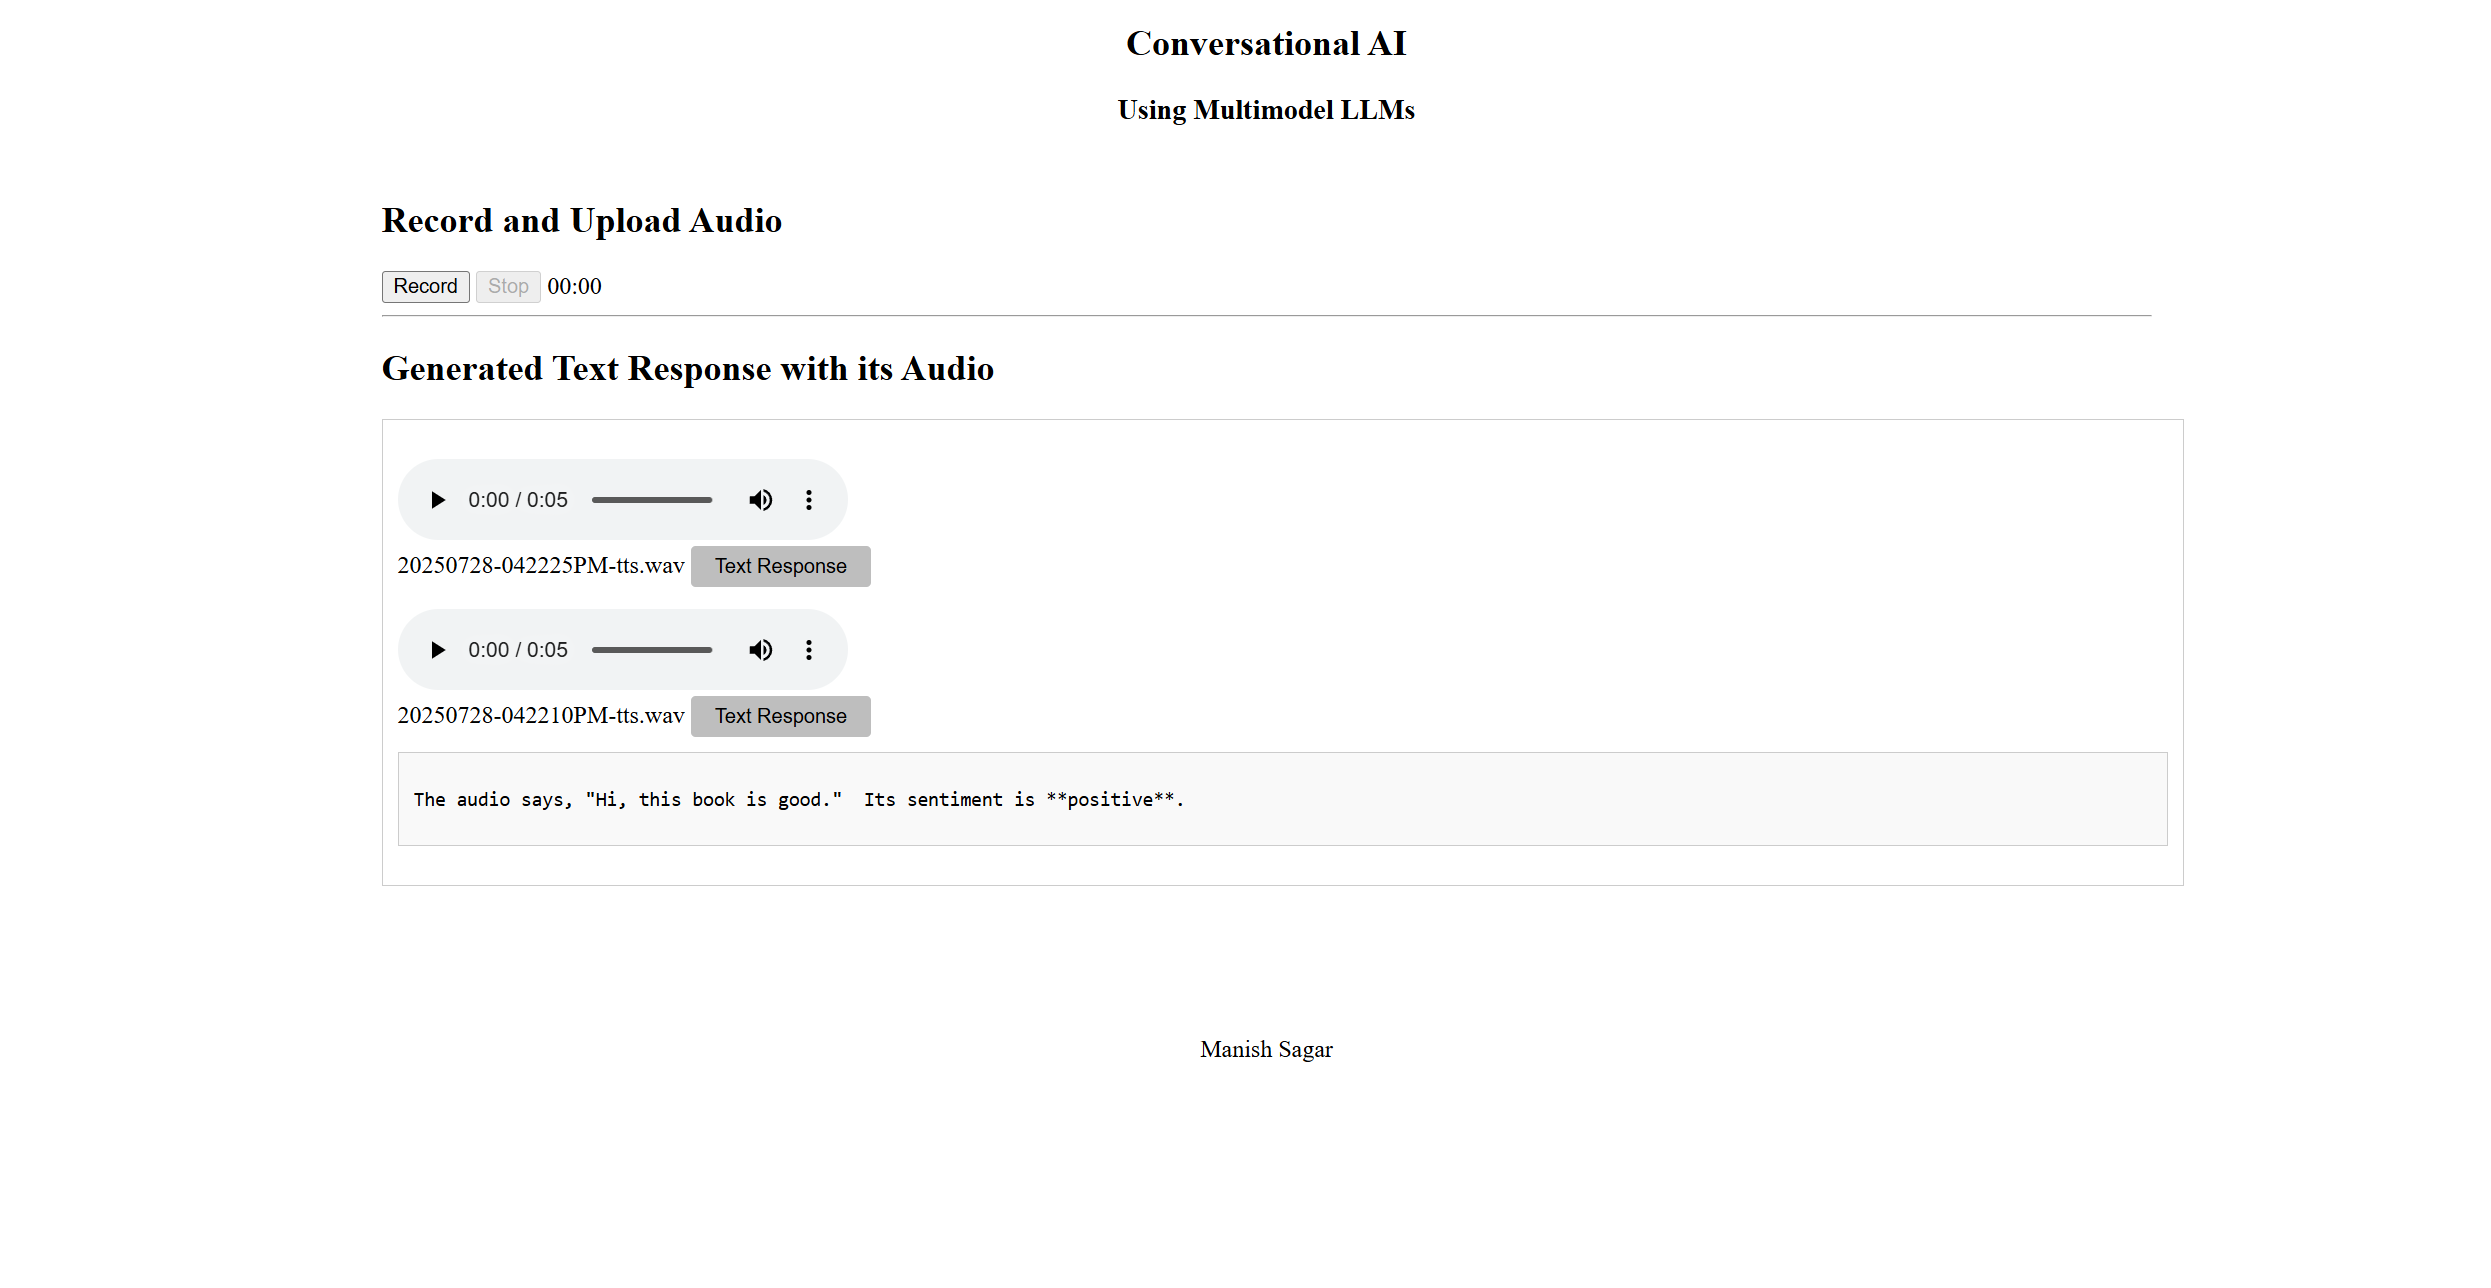 Conversational AI
Using Multimodel LLMs
Record and Upload Audio
Record Stop 00:00
Generated Text Response with its Audio
0:00 / 0:05
20250728-042225PM-tts.wav Text Response
0:00 / 0:05
20250728-042210PM-tts.wav Text Response
The audio says, "Hi, this book is good."  Its sentiment is **positive**.
Manish Sagar